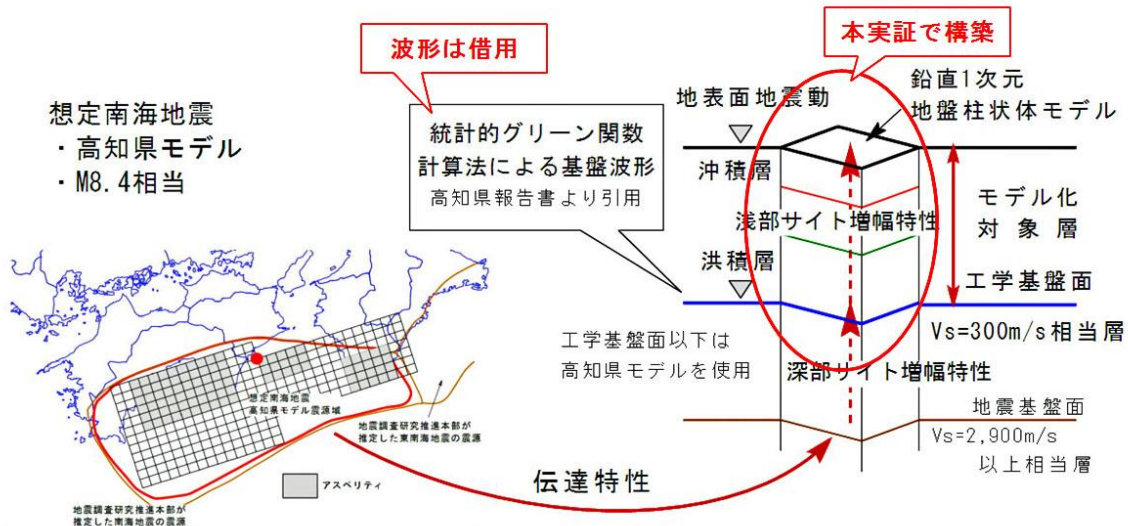 想定南海地震
・高知県モデル
・M8.4相当
波形は借用
統計的グリーン関数
計算法による基盤波形
高知県報告書より引用
本実証で構築
鉛直1次元
地盤柱状体モデル
地表面地震動
沖積層
浅部サイト増幅特性
モデル化
対象層
洪積層
工学基盤面
Vs=300m/s相当層
工学基盤面以下は
高知県モデルを使用
深部サイト増幅特性
地震基盤面
Vs=2,900m/s
以上相当層
想定南海地震
高知県モデル震源域
地震調査研究推進本部が
推定した東南海地震の震源
アスペリティ
地震調査研究推進本部が
推定した南海地震の震源
伝達特性